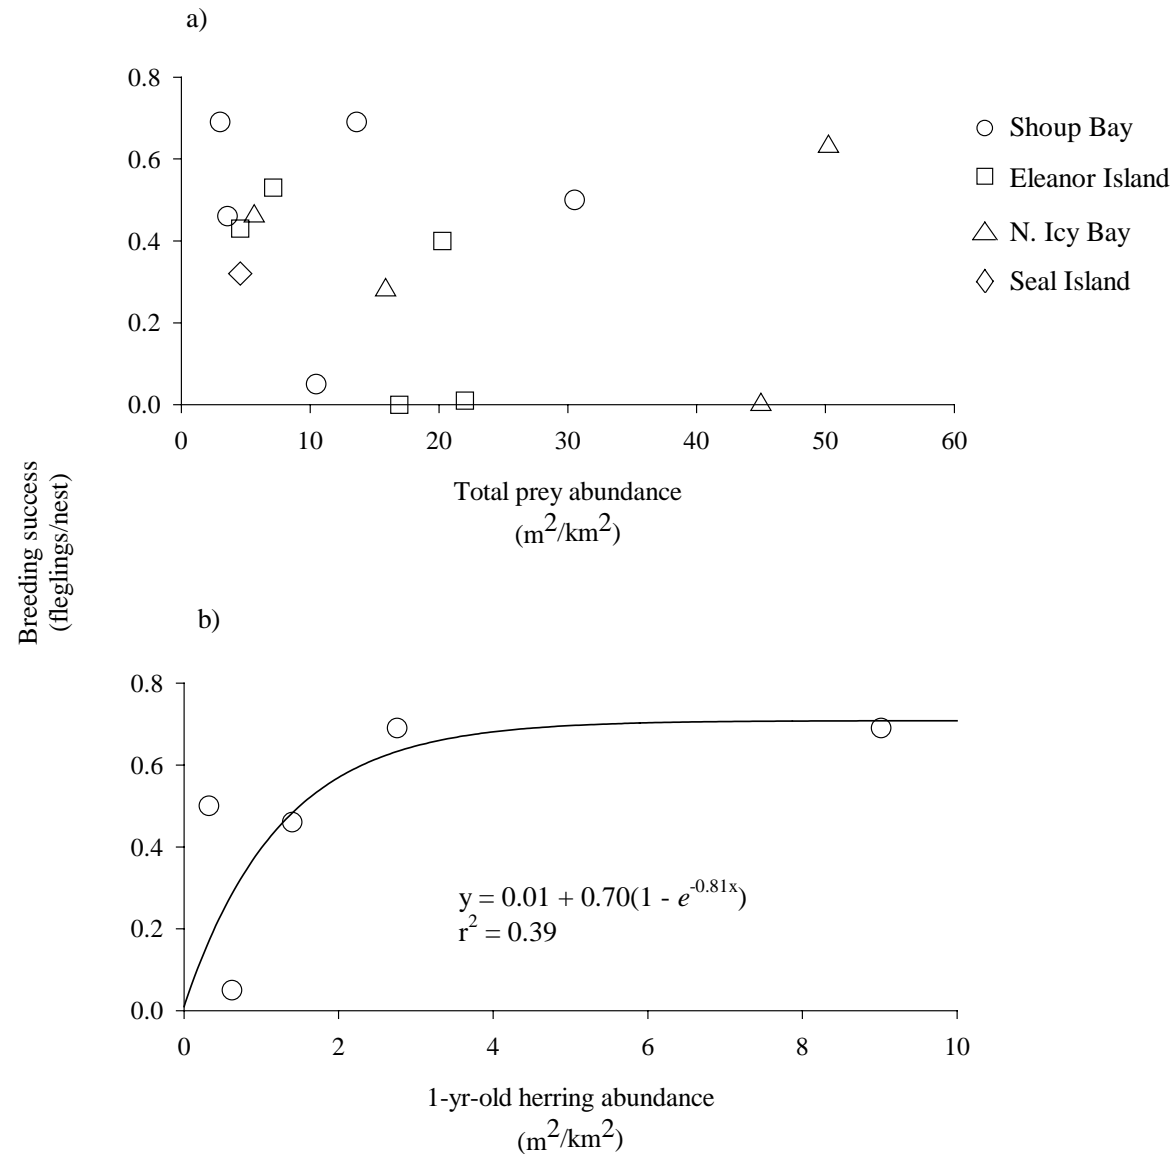 a)
0.8
0.6
0.4
0.2
0.0
0 10 20 30 40 50 60
Total prey abundance
(m²/km²)
Shoup Bay
Eleanor Island
N. Icy Bay
Seal Island
Breeding success
(fleglings/nest)
b)
0.8
0.6
0.4
0.2
0.0
y = 0.01 + 0.70(1 - e^-0.81x)
r² = 0.39
0 2 4 6 8 10
1-yr-old herring abundance
(m²/km²)